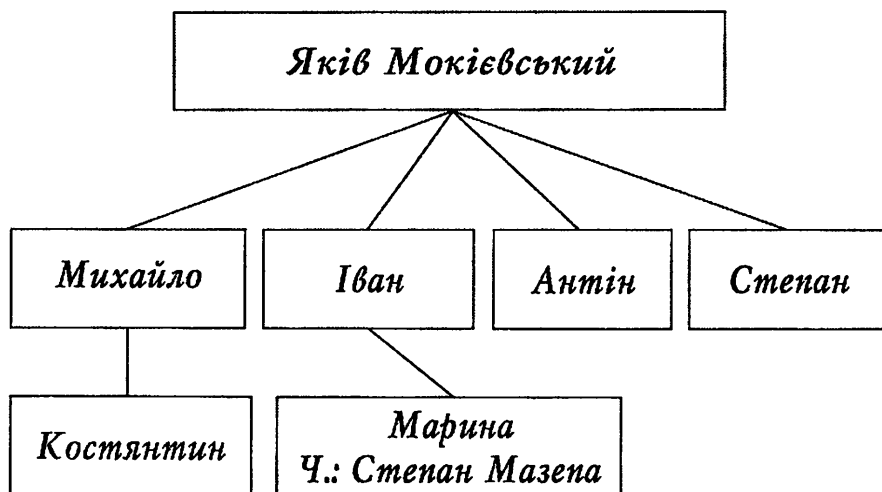 Яків Мокієвський
Михайло
Іван
Антін
Степан
Костянтин
Марина
Ч.: Степан Мазепа